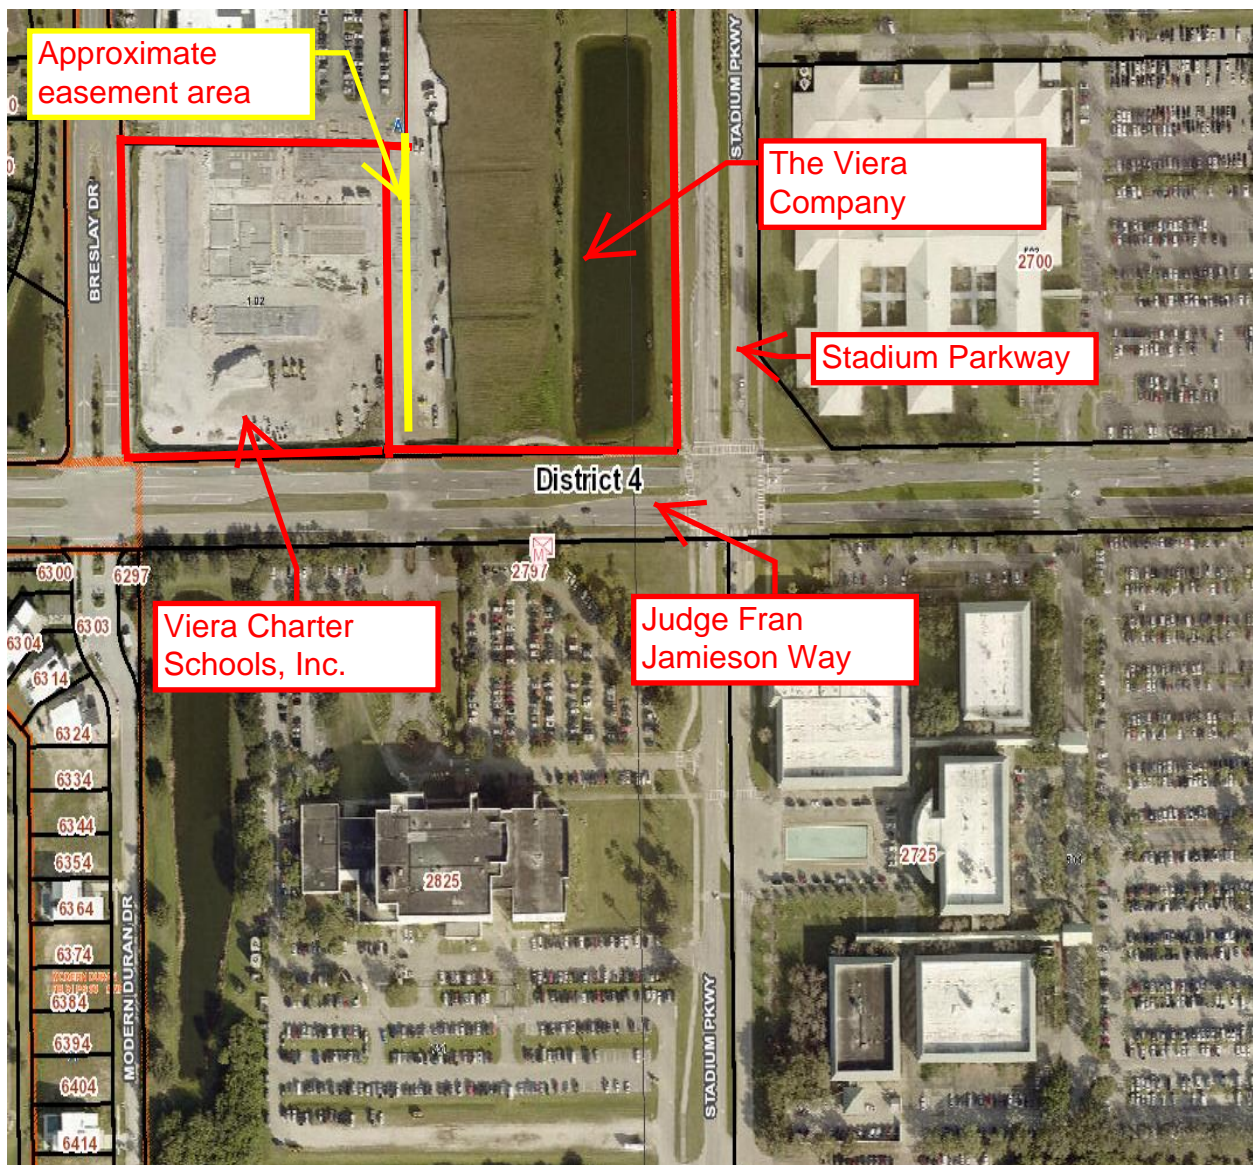 Approximate
easement area
A
STADIUM PKWY
The Viera
Company
BRESLAY DR
102
2700
Stadium Parkway
District 4
M
2797
6300
6297
6303
6304
6314
6324
6334
6344
6354
6364
6374
6384
6394
6404
6414
Viera Charter
Schools, Inc.
Judge Fran
Jamieson Way
2825
2725
MODERN DURAN DR
STADIUM PKWY